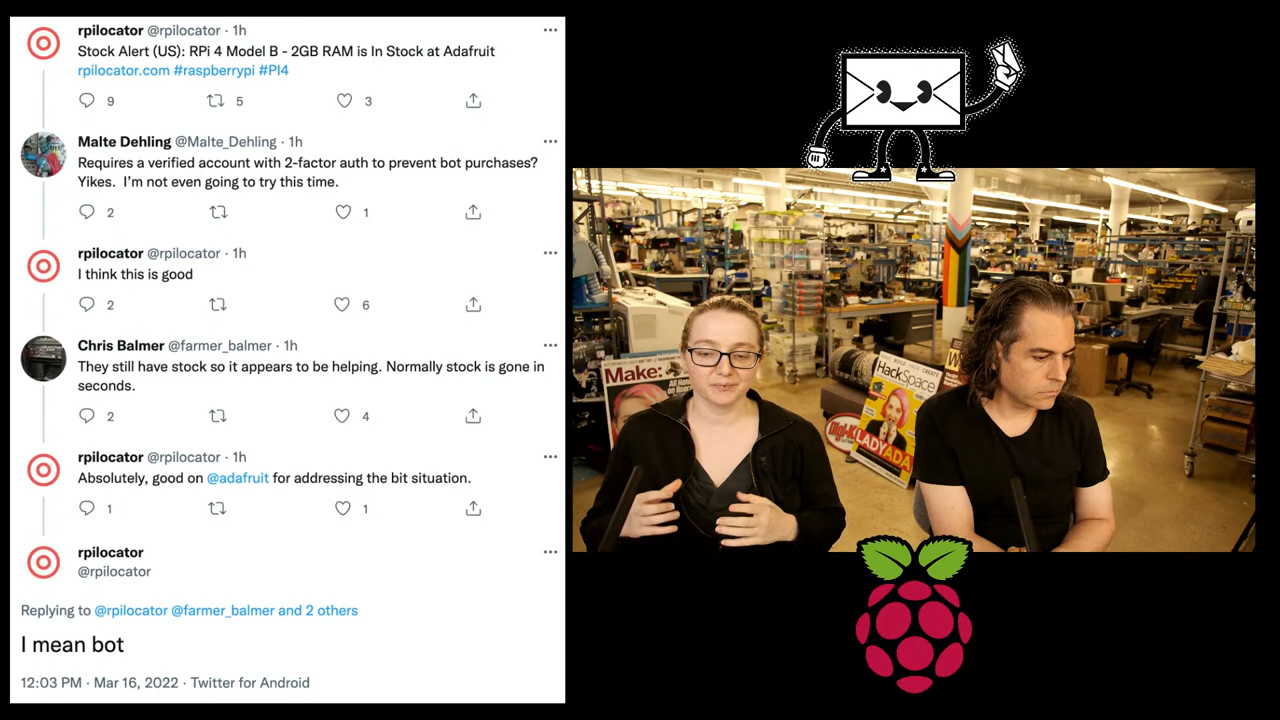 rpilocator @rpilocator · 1h
Stock Alert (US): RPi 4 Model B - 2GB RAM is In Stock at Adafruit
rpilocator.com #raspberrypi #PI4
9 5 3
Malte Dehling @Malte_Dehling · 1h
Requires a verified account with 2-factor auth to prevent bot purchases?
Yikes. I'm not even going to try this time.
2 1
rpilocator @rpilocator · 1h
I think this is good
2 6
Chris Balmer @farmer_balmer · 1h
They still have stock so it appears to be helping. Normally stock is gone in
seconds.
2 4
rpilocator @rpilocator · 1h
Absolutely, good on @adafruit for addressing the bit situation.
1 1
rpilocator
@rpilocator
Replying to @rpilocator @farmer_balmer and 2 others
I mean bot
12:03 PM · Mar 16, 2022 · Twitter for Android
Make:
HackSpace
Digi-K
LADYADA